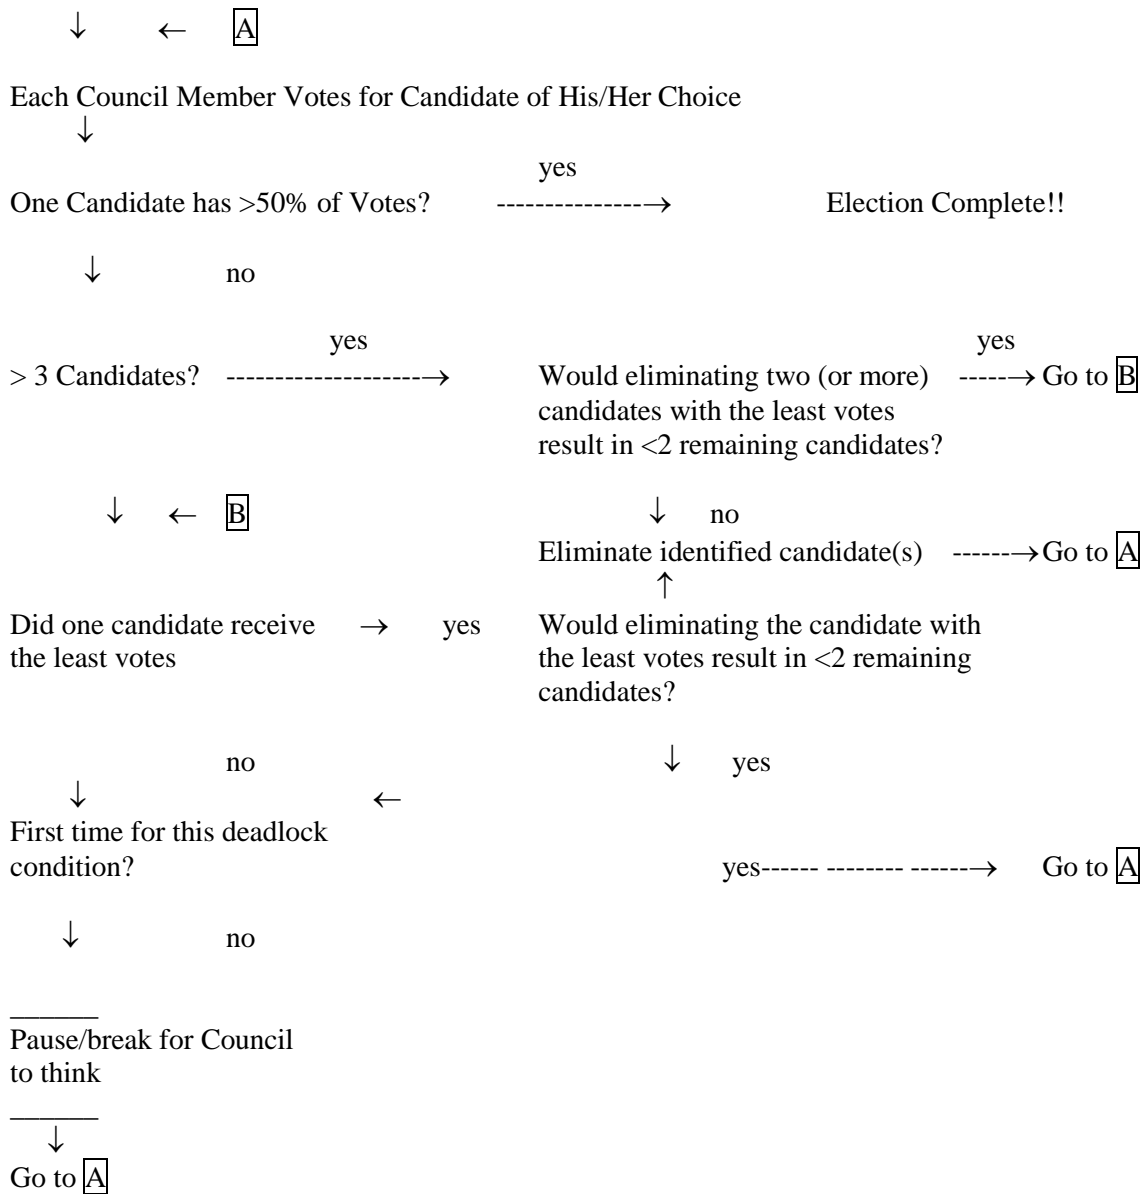 ↓ ← A
Each Council Member Votes for Candidate of His/Her Choice
↓
yes
One Candidate has >50% of Votes? ---------------→ Election Complete!!
↓ no
yes yes
> 3 Candidates? --------------------→ Would eliminating two (or more) -----→ Go to B
candidates with the least votes
result in <2 remaining candidates?
↓ ← B ↓ no
Eliminate identified candidate(s) ------→ Go to A
↑
Did one candidate receive → yes Would eliminating the candidate with
the least votes the least votes result in <2 remaining
candidates?
no ↓ yes
↓ ←
First time for this deadlock
condition? yes------ -------- ------→ Go to A
↓ no
______
Pause/break for Council
to think
______
↓
Go to A